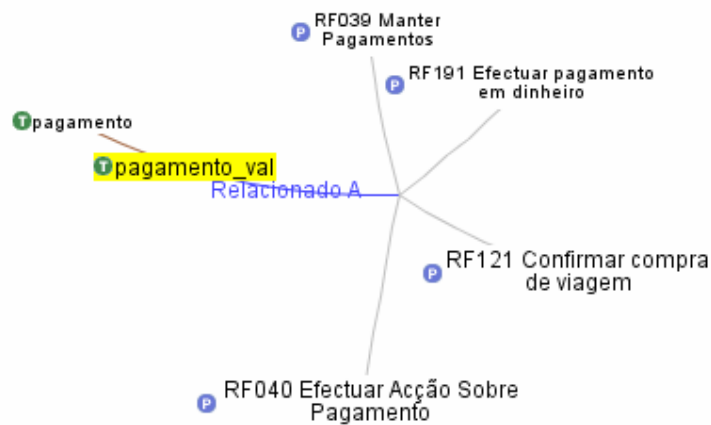 P RF039 Manter
Pagamentos
P RF191 Efectuar pagamento
em dinheiro
T pagamento
T pagamento_val
Relacionado A
P RF121 Confirmar compra
de viagem
P RF040 Efectuar Acção Sobre
Pagamento